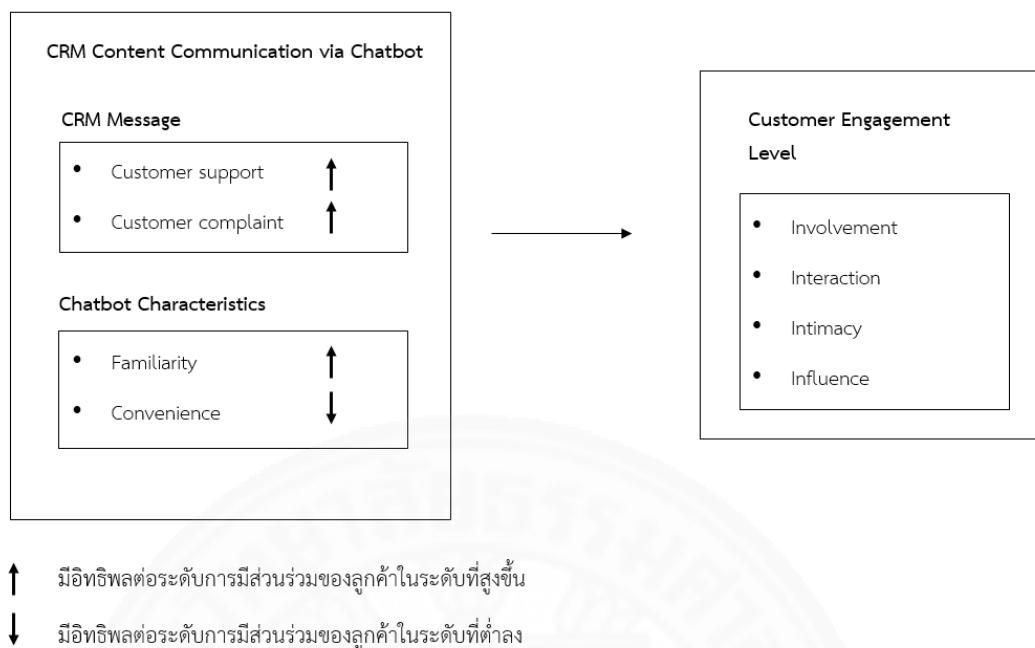 CRM Content Communication via Chatbot
CRM Message
• Customer support ↑
• Customer complaint ↑
Chatbot Characteristics
• Familiarity ↑
• Convenience ↓
Customer Engagement
Level
• Involvement
• Interaction
• Intimacy
• Influence
↑ มีอิทธิพลต่อระดับการมีส่วนร่วมของลูกค้าในระดับที่สูงขึ้น
↓ มีอิทธิพลต่อระดับการมีส่วนร่วมของลูกค้าในระดับที่ต่ำลง